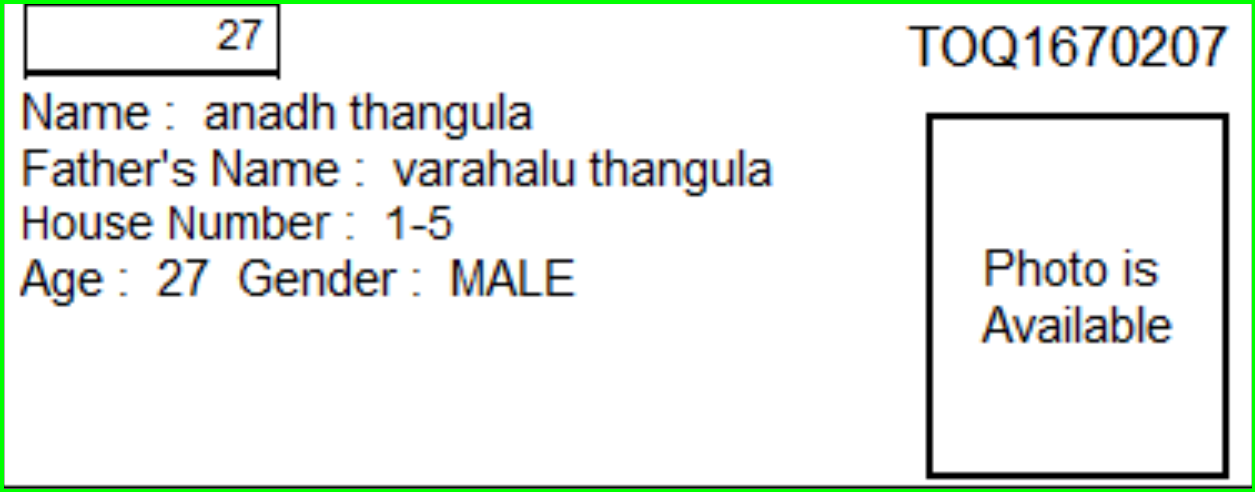 27
TOQ1670207
Name : anadh thangula
Father's Name : varahalu thangula
House Number : 1-5
Age : 27 Gender : MALE
Photo is
Available